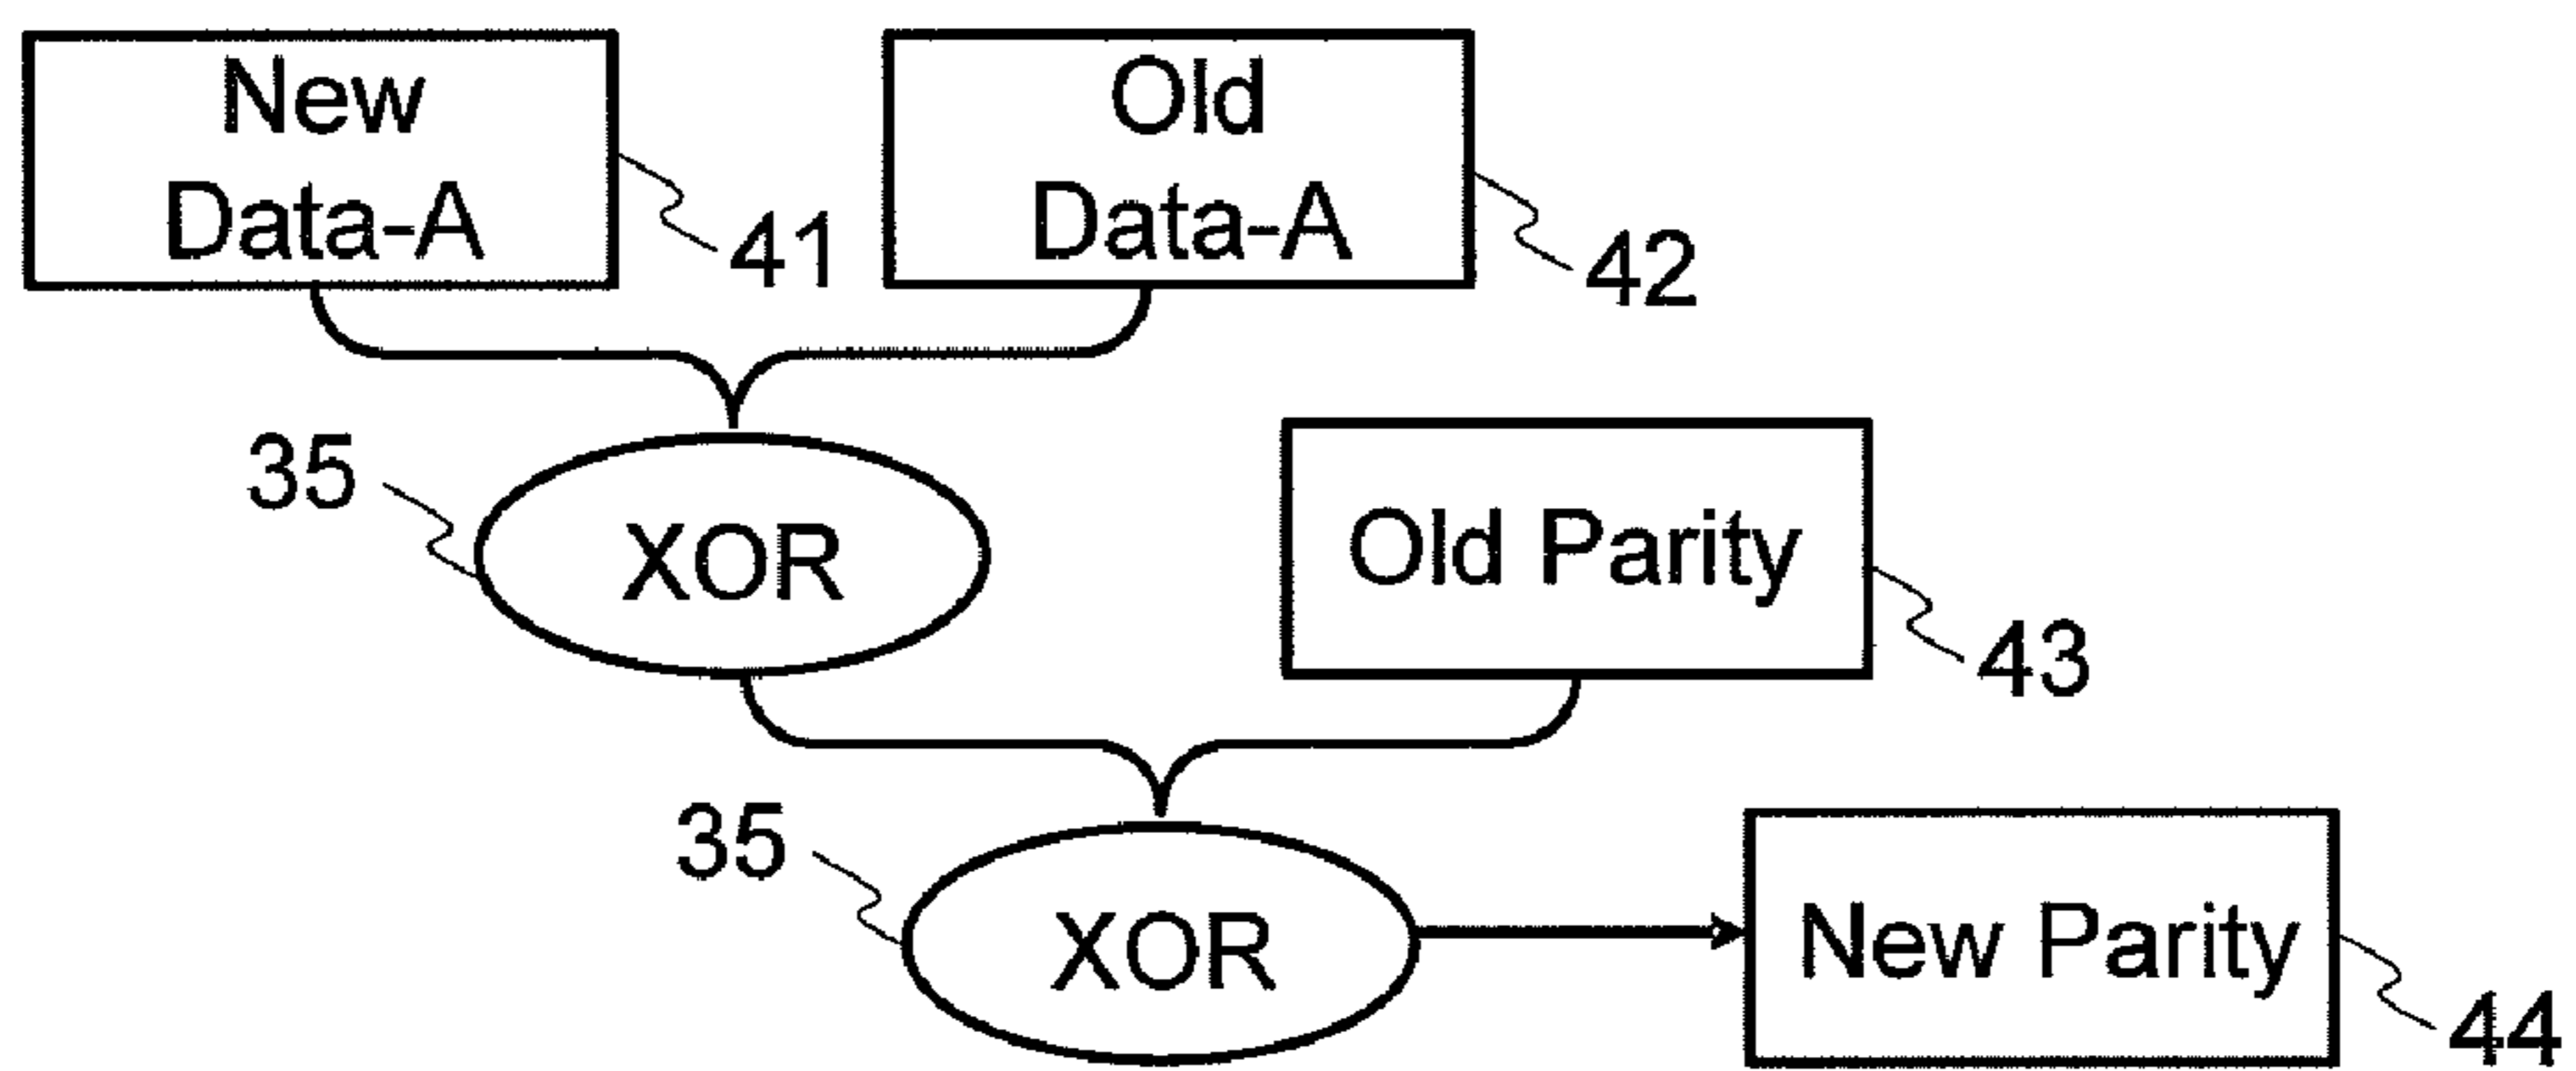 New
Data-A
41
Old
Data-A
42
35
XOR
Old Parity
43
35
XOR
New Parity
44